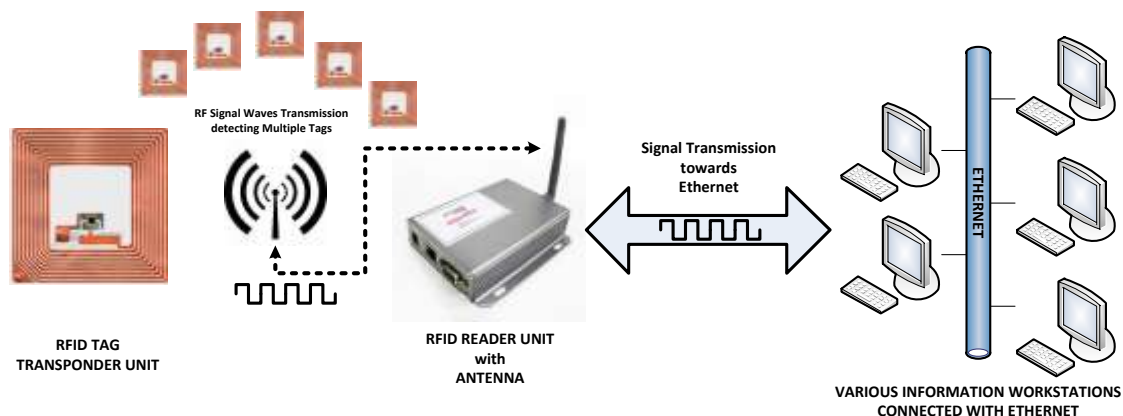 RF Signal Waves Transmission
detecting Multiple Tags
Signal Transmission
towards
Ethernet
ETHERNET
RFID TAG
TRANSPONDER UNIT
RFID READER UNIT
with
ANTENNA
VARIOUS INFORMATION WORKSTATIONS
CONNECTED WITH ETHERNET